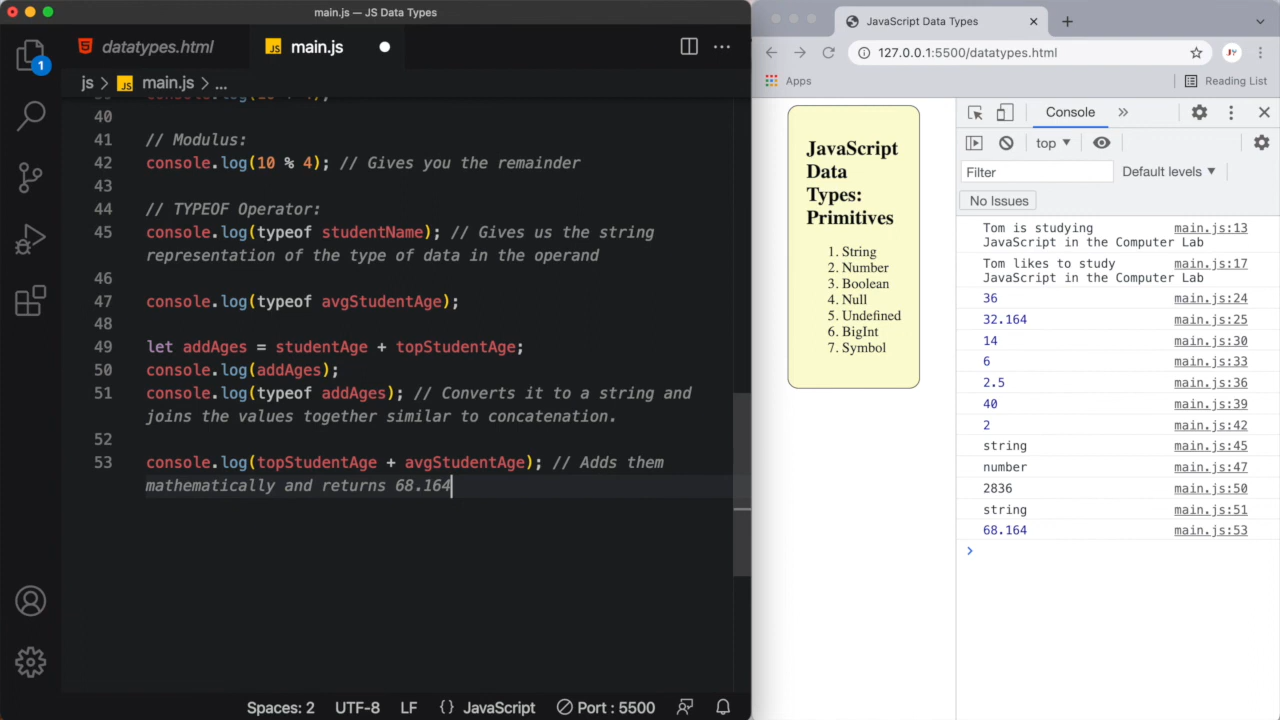 main.js — JS Data Types
datatypes.html
main.js
js > main.js > ...
1
40
41 // Modulus:
42 console.log(10 % 4); // Gives you the remainder
43
44 // TYPEOF Operator:
45 console.log(typeof studentName); // Gives us the string
representation of the type of data in the operand
46
47 console.log(typeof avgStudentAge);
48
49 let addAges = studentAge + topStudentAge;
50 console.log(addAges);
51 console.log(typeof addAges); // Converts it to a string and
joins the values together similar to concatenation.
52
53 console.log(topStudentAge + avgStudentAge); // Adds them
mathematically and returns 68.164
Spaces: 2 UTF-8 LF {} JavaScript Port : 5500
JavaScript Data Types
127.0.0.1:5500/datatypes.html
Apps
Reading List
JavaScript
Data
Types:
Primitives
1. String
2. Number
3. Boolean
4. Null
5. Undefined
6. BigInt
7. Symbol
Console »
top
Filter
Default levels
No Issues
Tom is studying main.js:13
JavaScript in the Computer Lab
Tom likes to study main.js:17
JavaScript in the Computer Lab
36 main.js:24
32.164 main.js:25
14 main.js:30
6 main.js:33
2.5 main.js:36
40 main.js:39
2 main.js:42
string main.js:45
number main.js:47
2836 main.js:50
string main.js:51
68.164 main.js:53
>